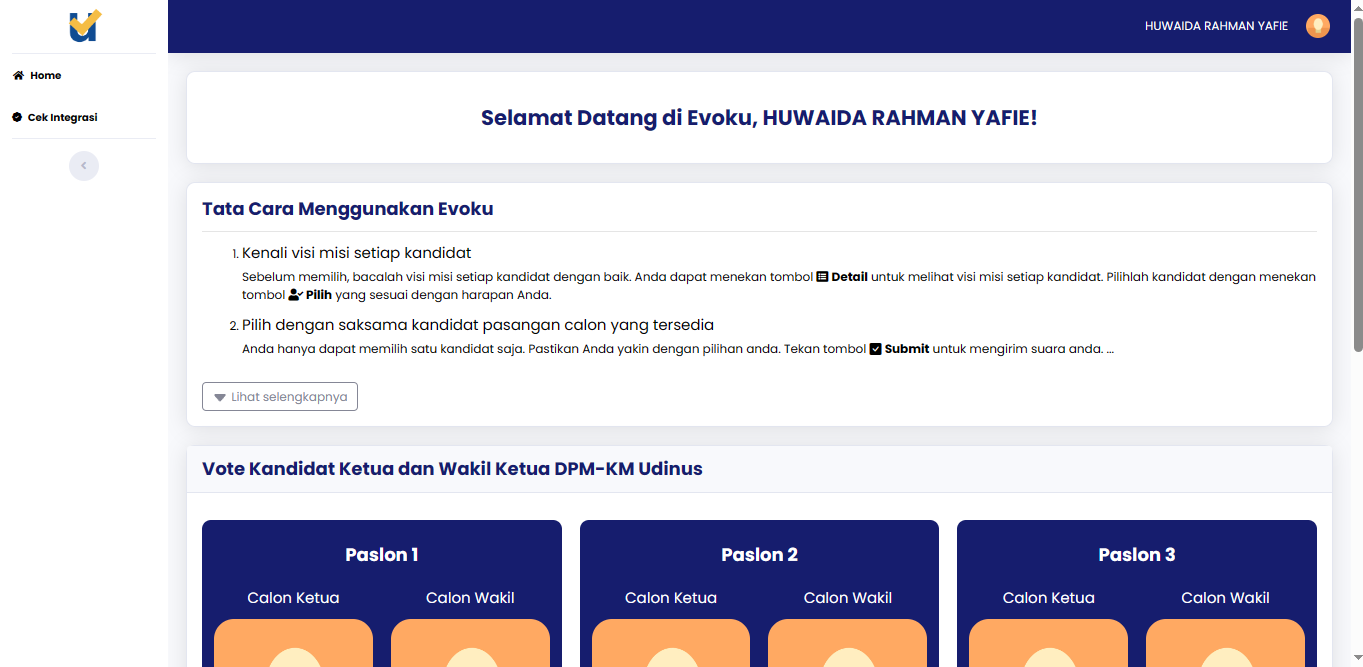 HUWAIDA RAHMAN YAFIE
Home
Cek Integrasi
Selamat Datang di Evoku, HUWAIDA RAHMAN YAFIE!
Tata Cara Menggunakan Evoku
1. Kenali visi misi setiap kandidat
Sebelum memilih, bacalah visi misi setiap kandidat dengan baik. Anda dapat menekan tombol Detail untuk melihat visi misi setiap kandidat. Pilihlah kandidat dengan menekan
tombol Pilih yang sesuai dengan harapan Anda.
2. Pilih dengan saksama kandidat pasangan calon yang tersedia
Anda hanya dapat memilih satu kandidat saja. Pastikan Anda yakin dengan pilihan anda. Tekan tombol Submit untuk mengirim suara anda. ...
Lihat selengkapnya
Vote Kandidat Ketua dan Wakil Ketua DPM-KM Udinus
Paslon 1
Calon Ketua
Calon Wakil
Paslon 2
Calon Ketua
Calon Wakil
Paslon 3
Calon Ketua
Calon Wakil